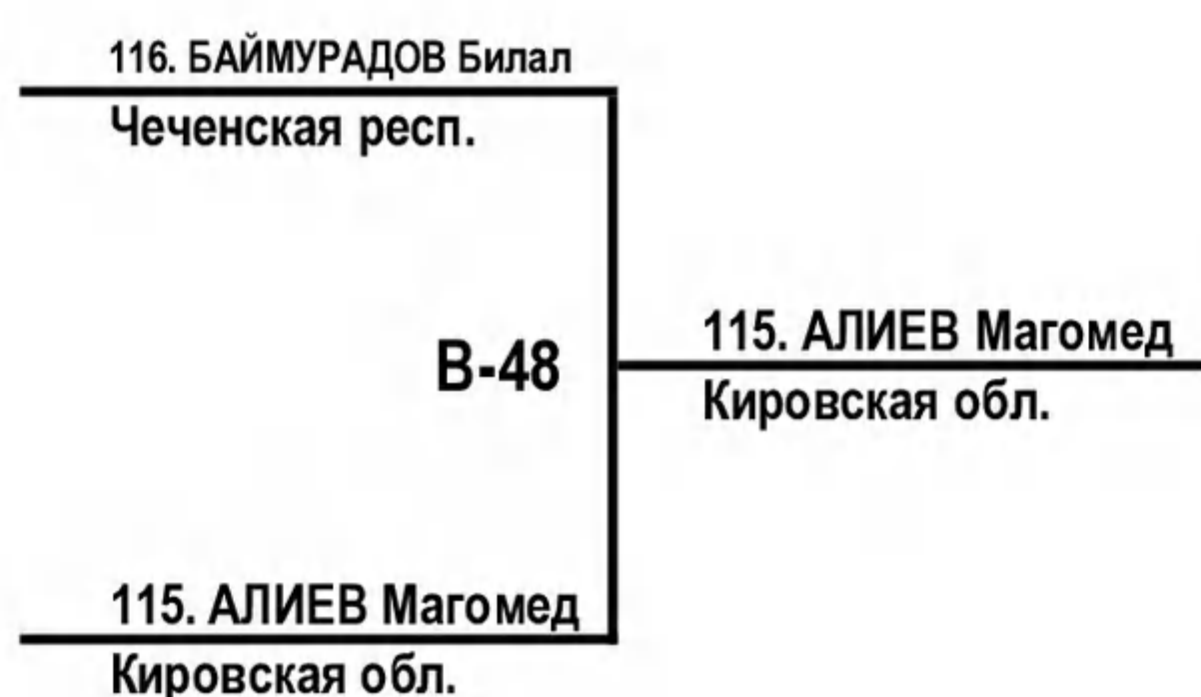 116. БАЙМУРАДОВ Билал
Чеченская респ.
В-48
115. АЛИЕВ Магомед
Кировская обл.
115. АЛИЕВ Магомед
Кировская обл.